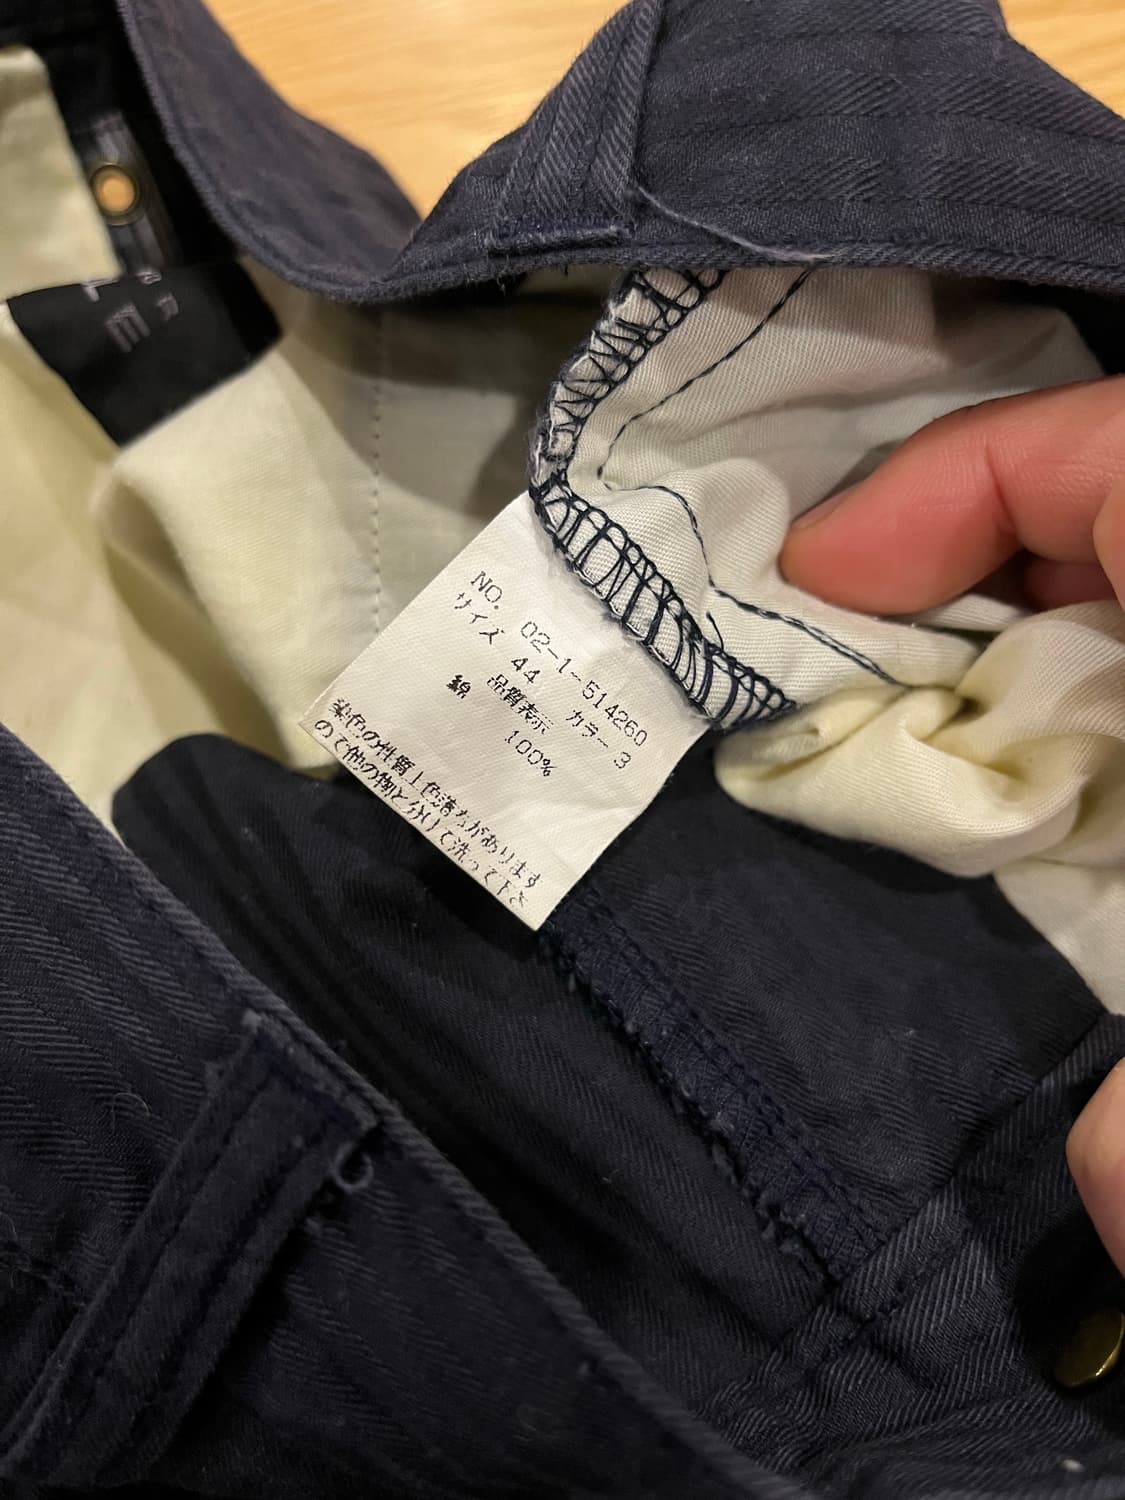 NO. 02-1-514260
サイズ 44 カラー 3
品質表示
綿 100%
染色の性質上色落ちがあります
ので他の物と分けて洗って下さ